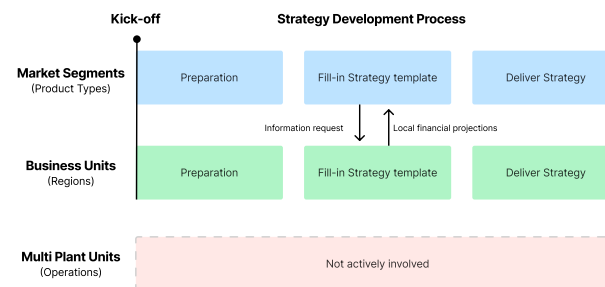 Kick-off
Strategy Development Process
Market Segments
(Product Types)
Preparation
Fill-in Strategy template
Deliver Strategy
Information request
Local financial projections
Business Units
(Regions)
Preparation
Fill-in Strategy template
Deliver Strategy
Multi Plant Units
(Operations)
Not actively involved